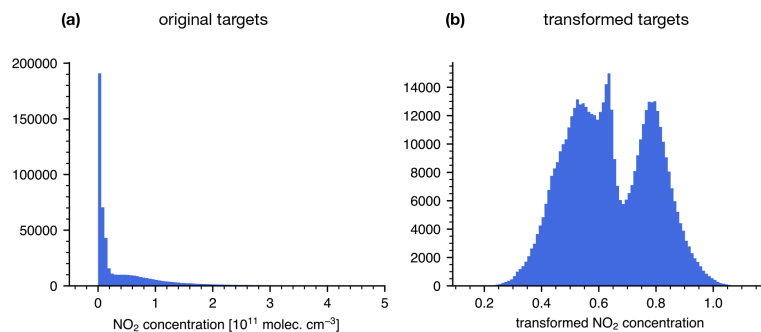 (a) original targets
200000
150000
100000
50000
0
0 1 2 3 4 5
NO₂ concentration [10¹¹ molec. cm⁻³]
(b) transformed targets
14000
12000
10000
8000
6000
4000
2000
0
0.2 0.4 0.6 0.8 1.0
transformed NO₂ concentration